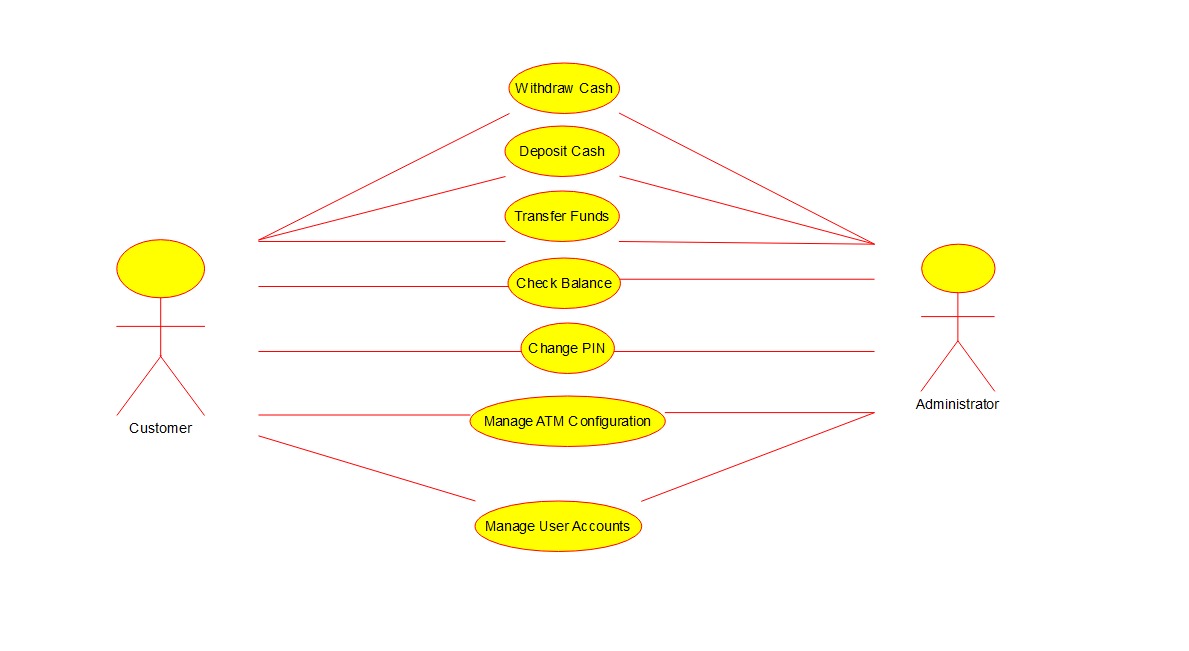 Withdraw Cash
Deposit Cash
Transfer Funds
Check Balance
Change PIN
Manage ATM Configuration
Manage User Accounts
Customer
Administrator